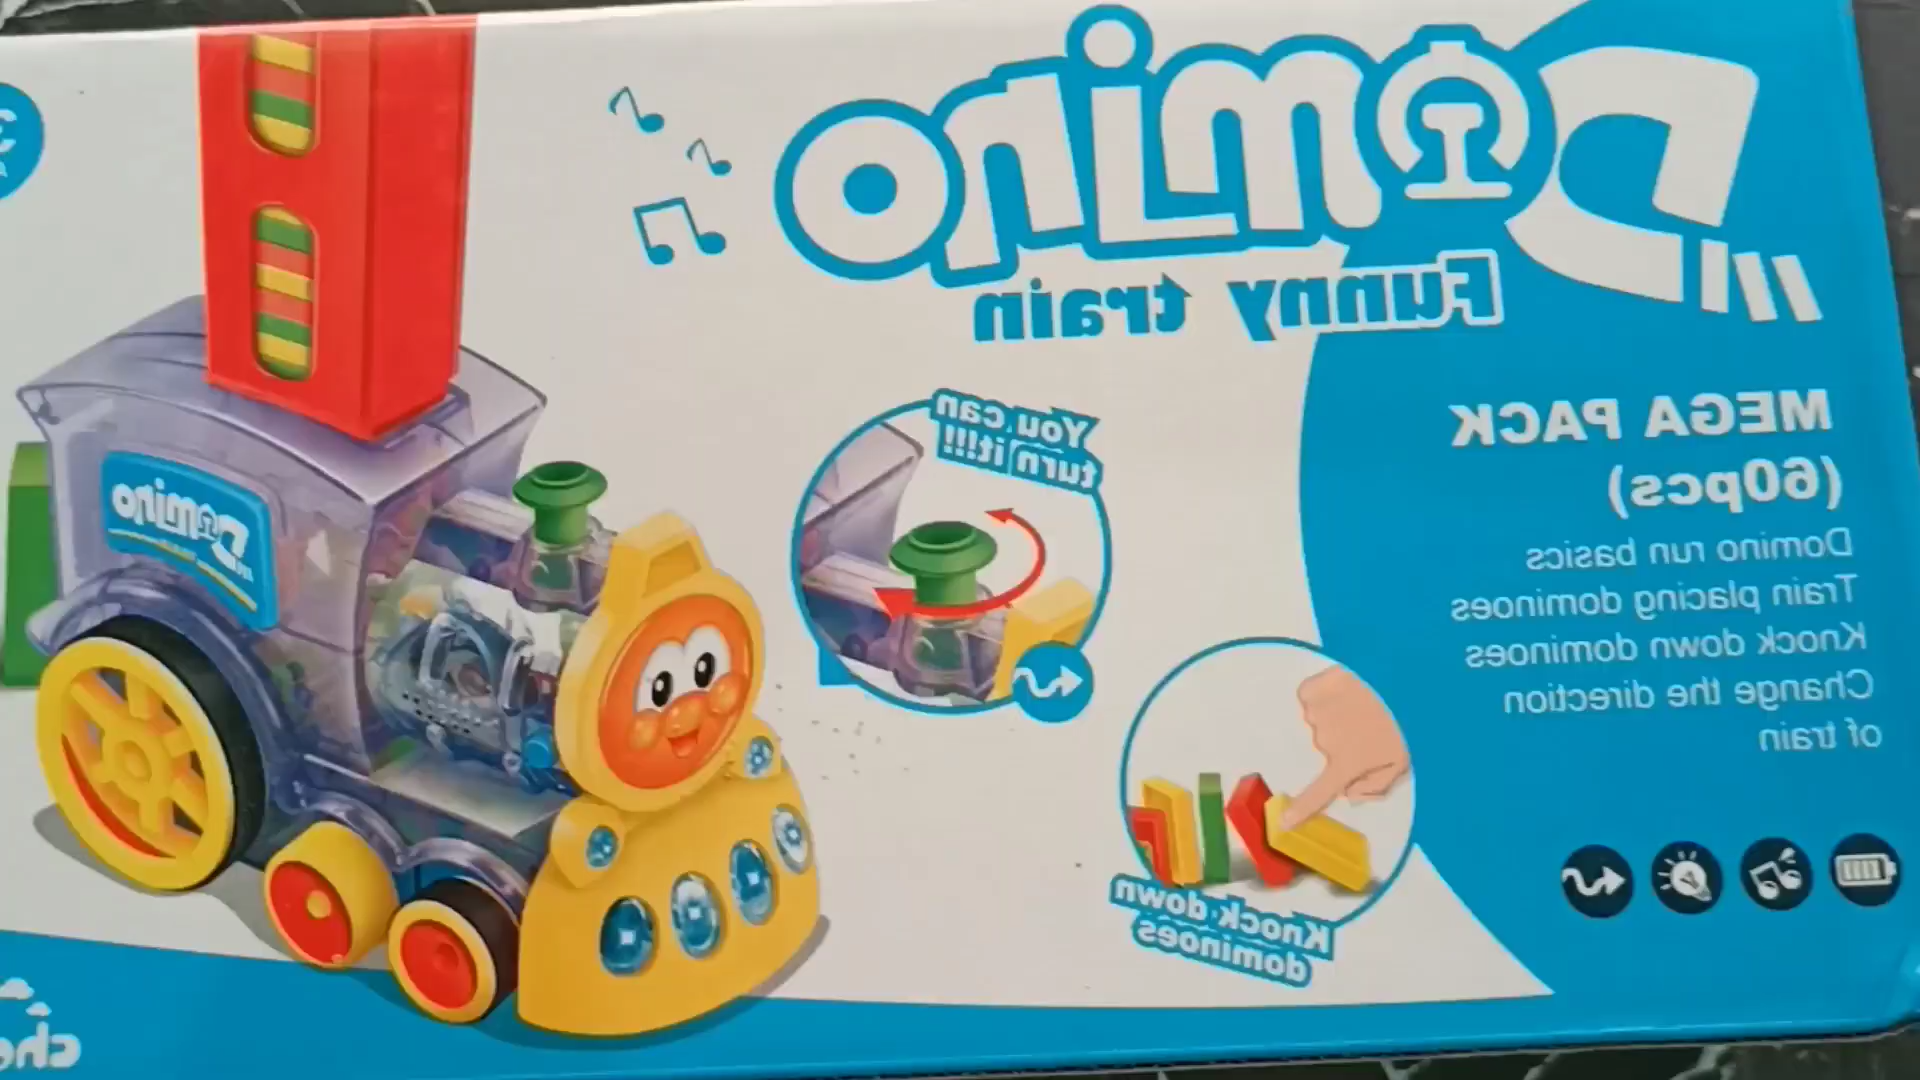 Domino
Funny train
MEGA PACK
(60pcs)
Domino run basics
Train placing dominoes
Knock down dominoes
Change the direction
of train
You can
turn it!!!
Knock down
dominoes
Domino
3